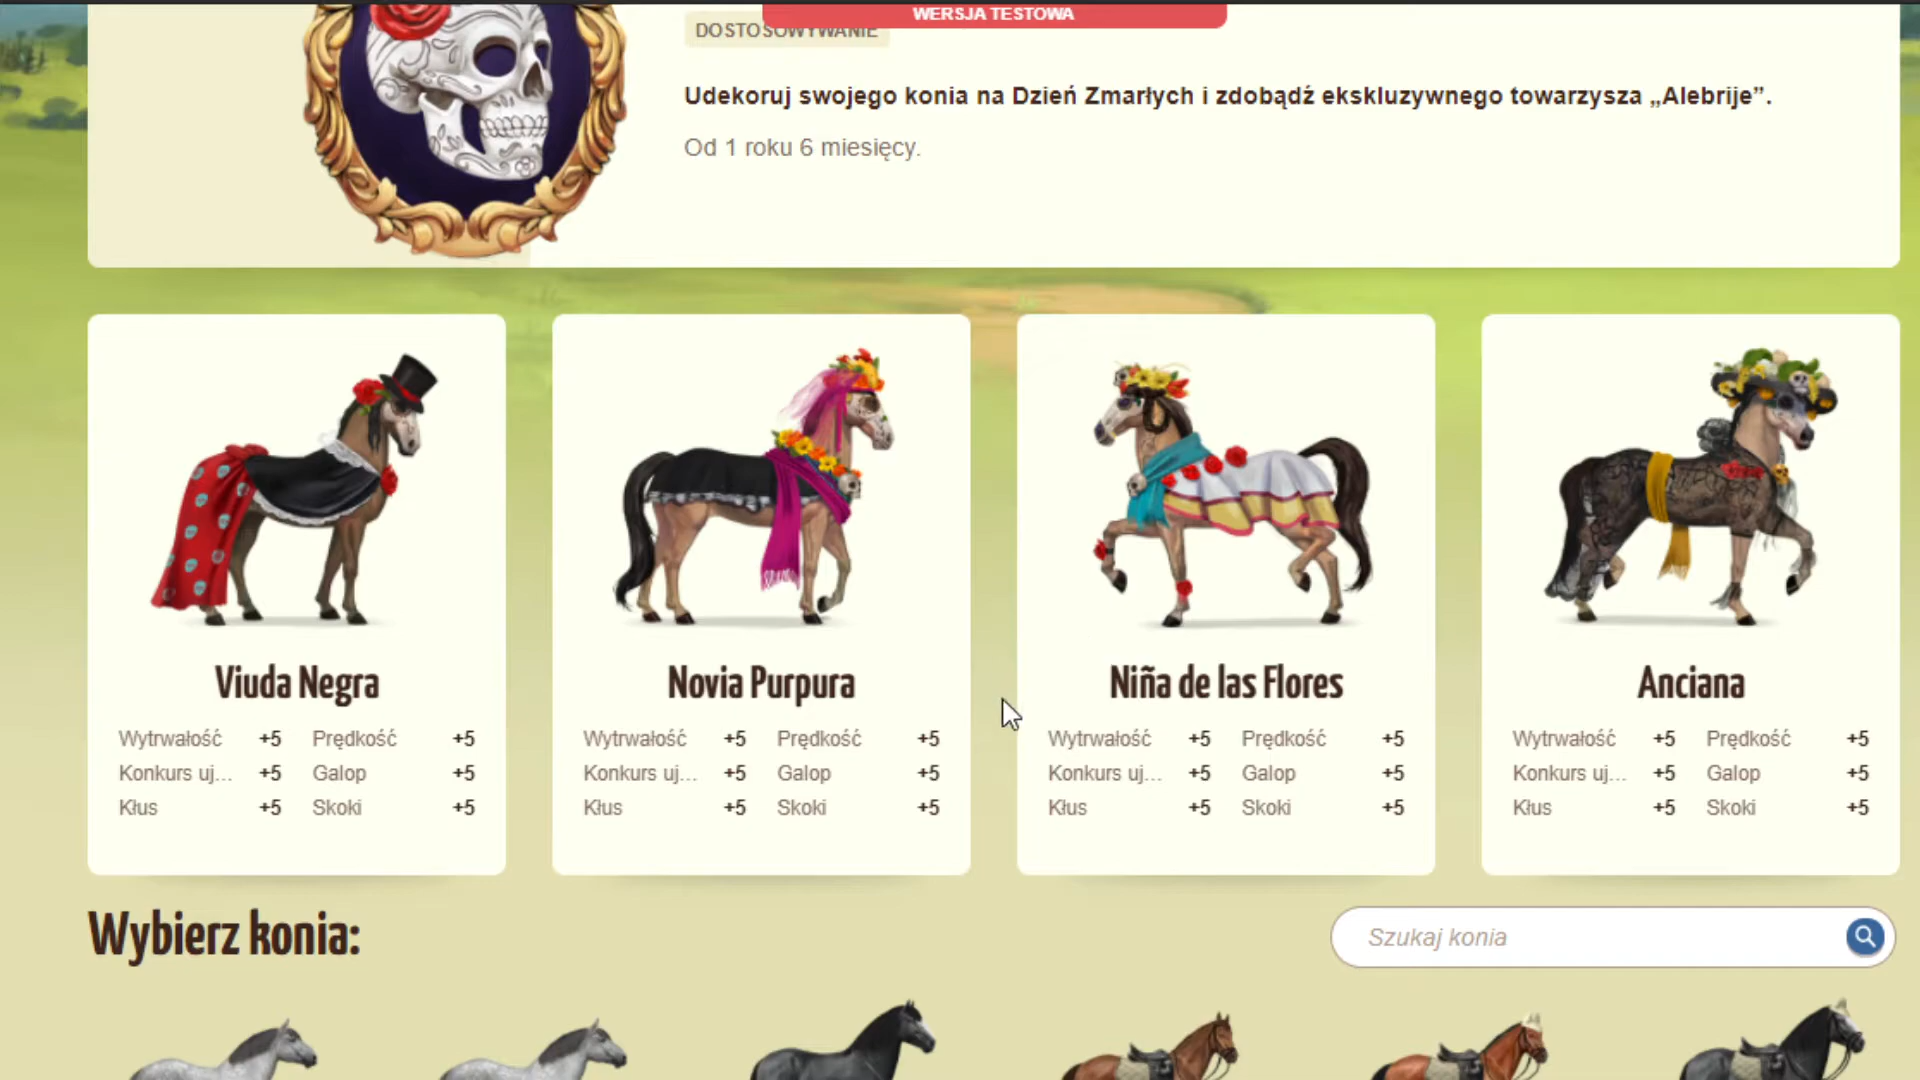 WERSJA TESTOWA
DOSTOSOWYWANIE
Udekoruj swojego konia na Dzień Zmarłych i zdobądź ekskluzywnego towarzysza „Alebrije”.
Od 1 roku 6 miesięcy.
Viuda Negra
Wytrwałość +5 Prędkość +5
Konkurs uj... +5 Galop +5
Kłus +5 Skoki +5
Novia Purpura
Wytrwałość +5 Prędkość +5
Konkurs uj... +5 Galop +5
Kłus +5 Skoki +5
Niña de las Flores
Wytrwałość +5 Prędkość +5
Konkurs uj... +5 Galop +5
Kłus +5 Skoki +5
Anciana
Wytrwałość +5 Prędkość +5
Konkurs uj... +5 Galop +5
Kłus +5 Skoki +5
Wybierz konia:
Szukaj konia